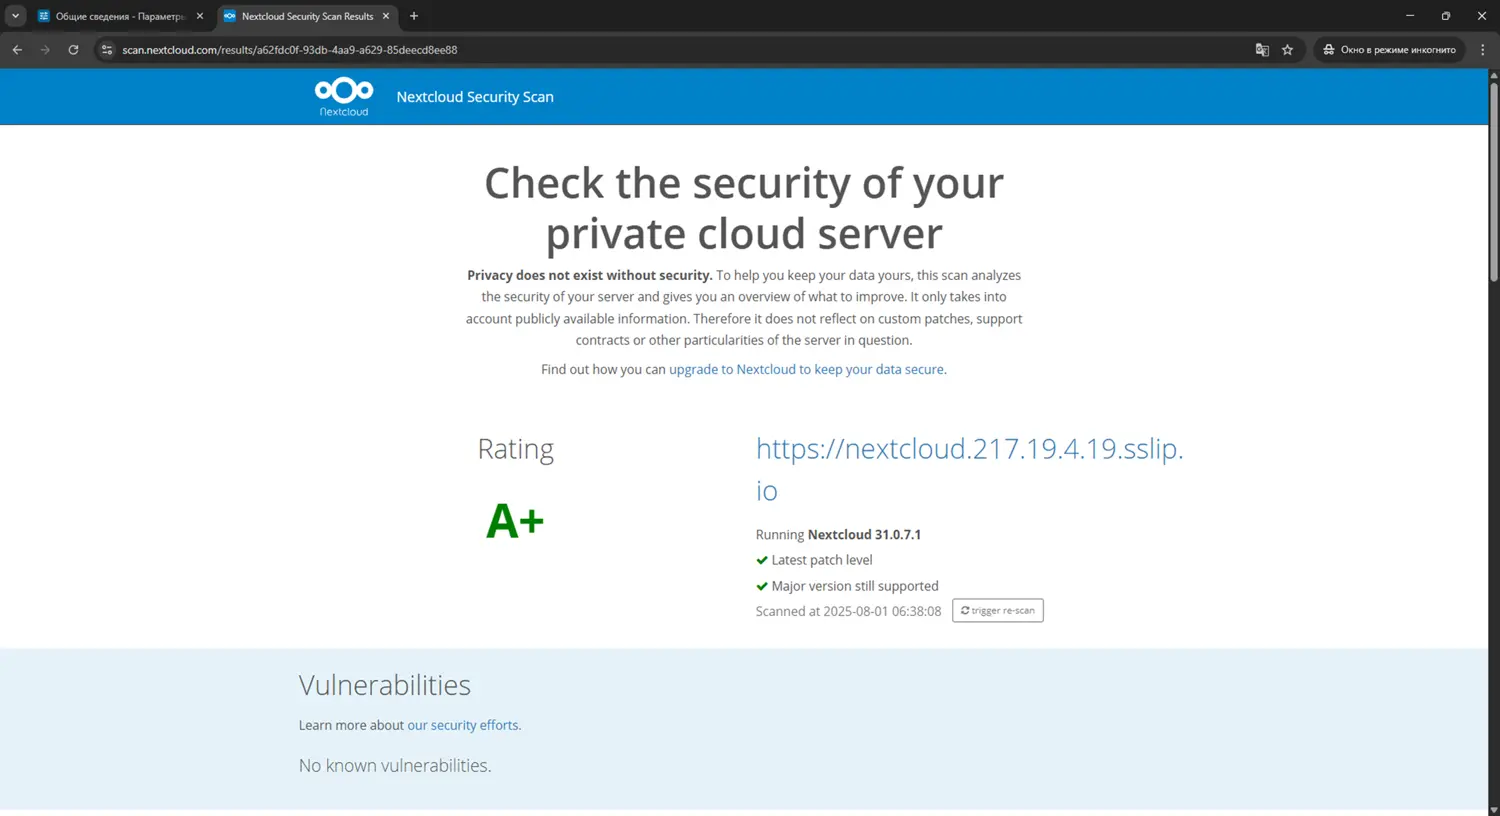 Общие сведения - Параметры
Nextcloud Security Scan Results
scan.nextcloud.com/results/a62fdc0f-93db-4aa9-a629-85deecd8ee88
Окно в режиме инкогнито
Nextcloud
Nextcloud Security Scan
Check the security of your
private cloud server
Privacy does not exist without security. To help you keep your data yours, this scan analyzes
the security of your server and gives you an overview of what to improve. It only takes into
account publicly available information. Therefore it does not reflect on custom patches, support
contracts or other particularities of the server in question.
Find out how you can upgrade to Nextcloud to keep your data secure.
Rating
A+
https://nextcloud.217.19.4.19.sslip.
io
Running Nextcloud 31.0.7.1
Latest patch level
Major version still supported
Scanned at 2025-08-01 06:38:08
trigger re-scan
Vulnerabilities
Learn more about our security efforts.
No known vulnerabilities.